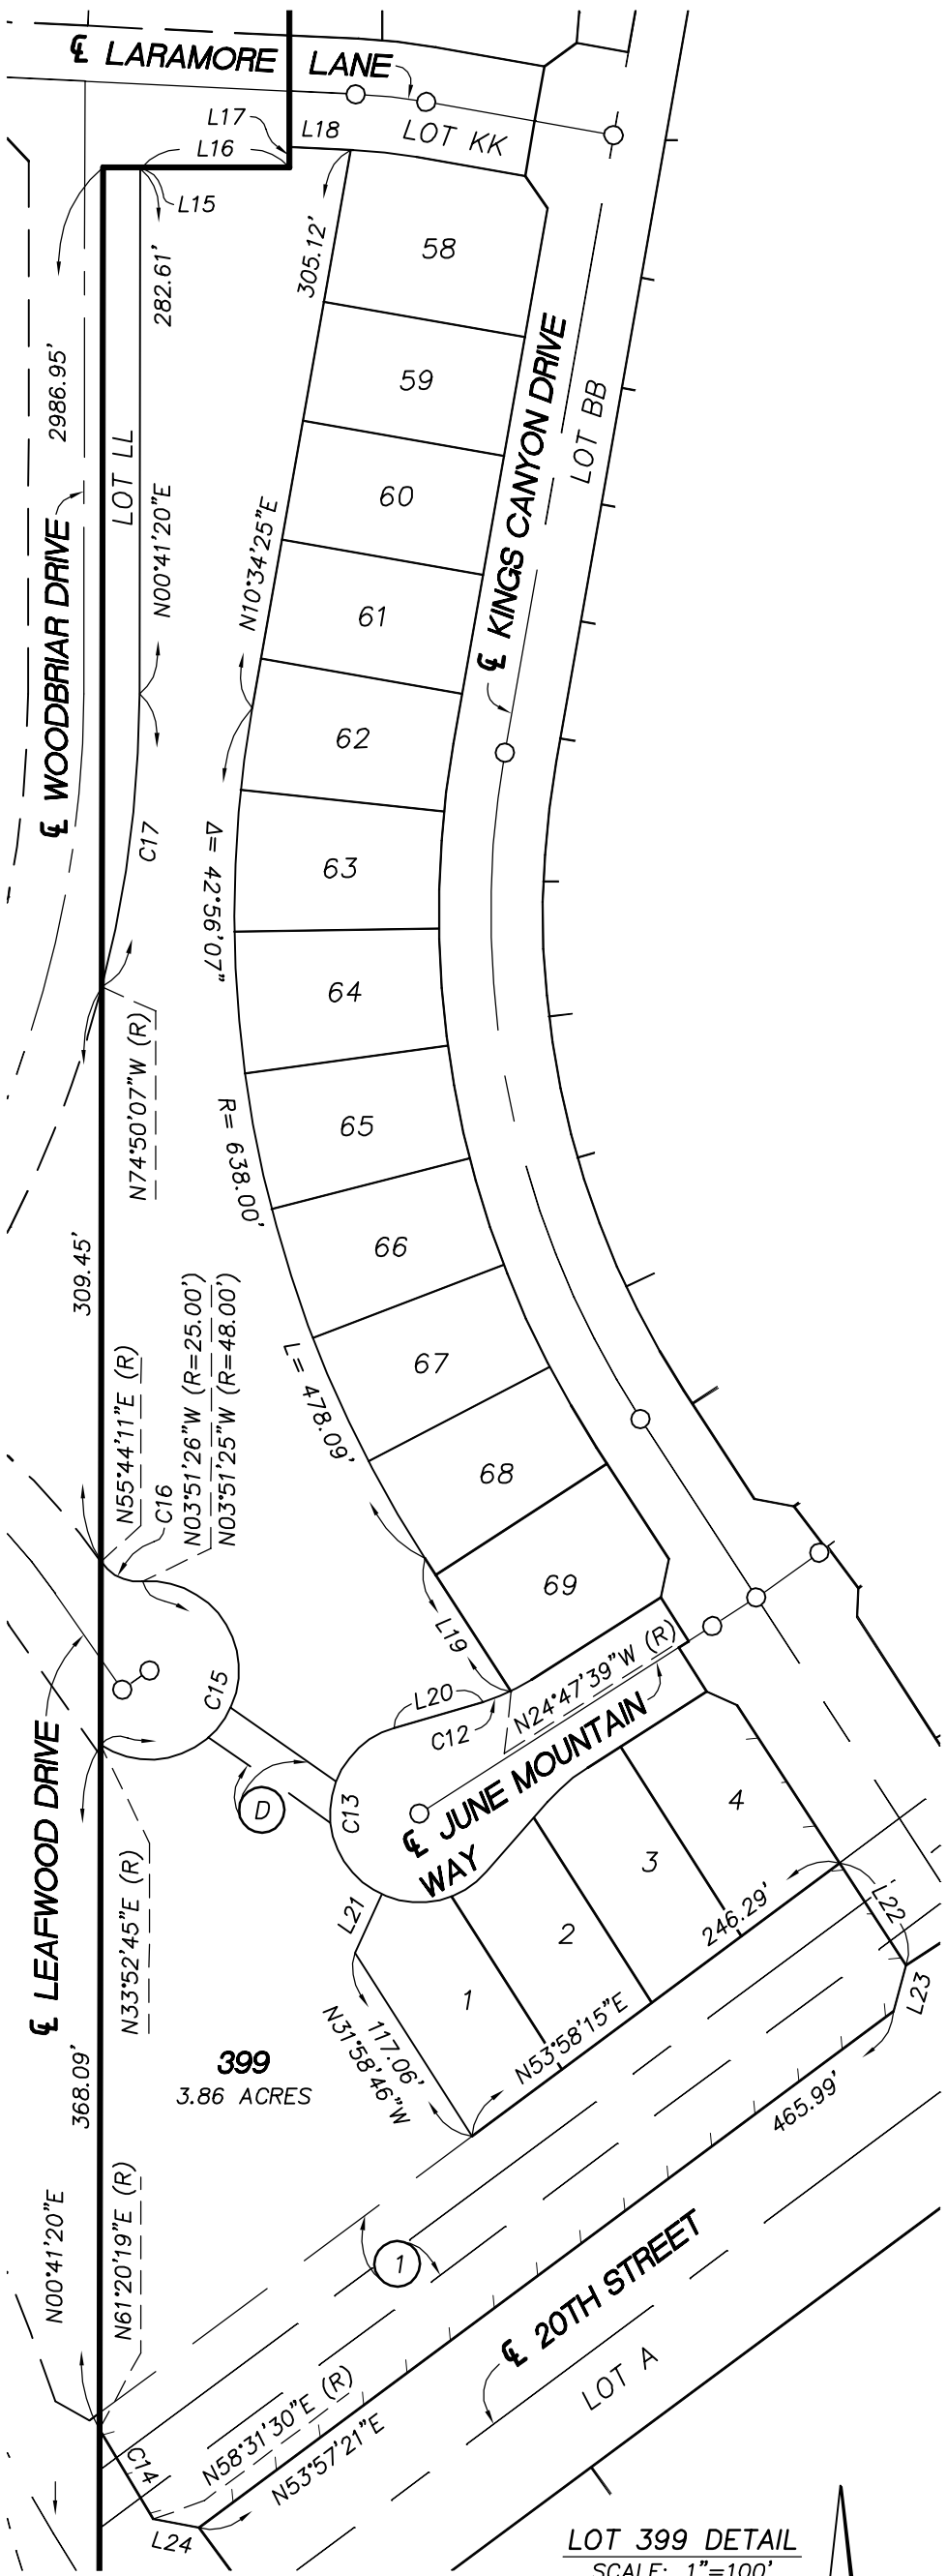 ℄ LARAMORE LANE
L17
L18
LOT KK
L16
L15
305.12'
58
282.61'
2986.95'
59
KINGS CANYON DRIVE
℄
LOT BB
LOT LL
60
N10°34'25"E
N00°41'20"E
℄ WOODBRIAR DRIVE
61
62
C17
Δ= 42°56'07"
63
64
N74°50'07"W (R)
R= 638.00'
65
309.45'
66
N03°51'26"W (R=25.00')
N03°51'25"W (R=48.00')
N55°44'11"E (R)
C16
L= 478.09'
67
68
69
L19
N24°47'39"W (R)
C15
L20
C12
℄ LEAFWOOD DRIVE
D
C13
℄ JUNE MOUNTAIN
WAY
4
3
L21
2
246.29'
L22
N33°52'45"E (R)
1
L23
117.06'
N31°58'46"W
N53°58'15"E
399
3.86 ACRES
368.09'
465.99'
N00°41'20"E
N61°20'19"E (R)
1
℄ 20TH STREET
LOT A
N58°31'30"E (R)
N53°57'21"E
C14
L24
LOT 399 DETAIL
SCALE: 1"=100'